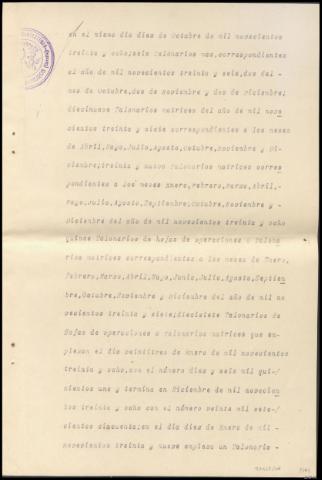 en el mismo dia diez de Octubre de mil novecientos
treinta y ocho; seis Talonarios mas, correspondientes
al año de mil novecientos treinta y seis, dos del
mes de Octubre, dos de Noviembre y dos de Diciembre;
diecinueve Talonarios matrices del año de mil nove
cientos treinta y siete correspondientes a los meses
de Abril, Mayo, Julio, Agosto, Octubre, Noviembre y Di-
ciembre; treinta y nueve Talonarios matrices corres
pondientes a los meses Enero, Febrero, Marzo, Abril,-
Mayo, Julio, Agosto, Septiembre, Octubre, Noviembre y-
Diciembre del año de mil novecientos treinta y ocho
quince Talonarios de hojas de operaciones o Talona
rios matrices correspondientes a los meses de Enero,
Febrero, Marzo, Abril, Mayo, Junio, Julio, Agosto, Septiem
bre, Octubre, Noviembre y Diciembre del año de mil no
vecientos treinta y siete; diecisiete Talonarios de
Hojas de operaciones o Talonarios matrices que em-
piezan el dia veintitres de Enero de mil novecientos
treinta y ocho, con el número diez y seis mil qui-/
nientos uno y termina en Diciembre de mil novecien
tos treinta y ocho con el número veinte mil sete-/
cientos cincuenta; en el dia diez de Enero de mil-
novecientos treinta y nueve empieza un Talonario-